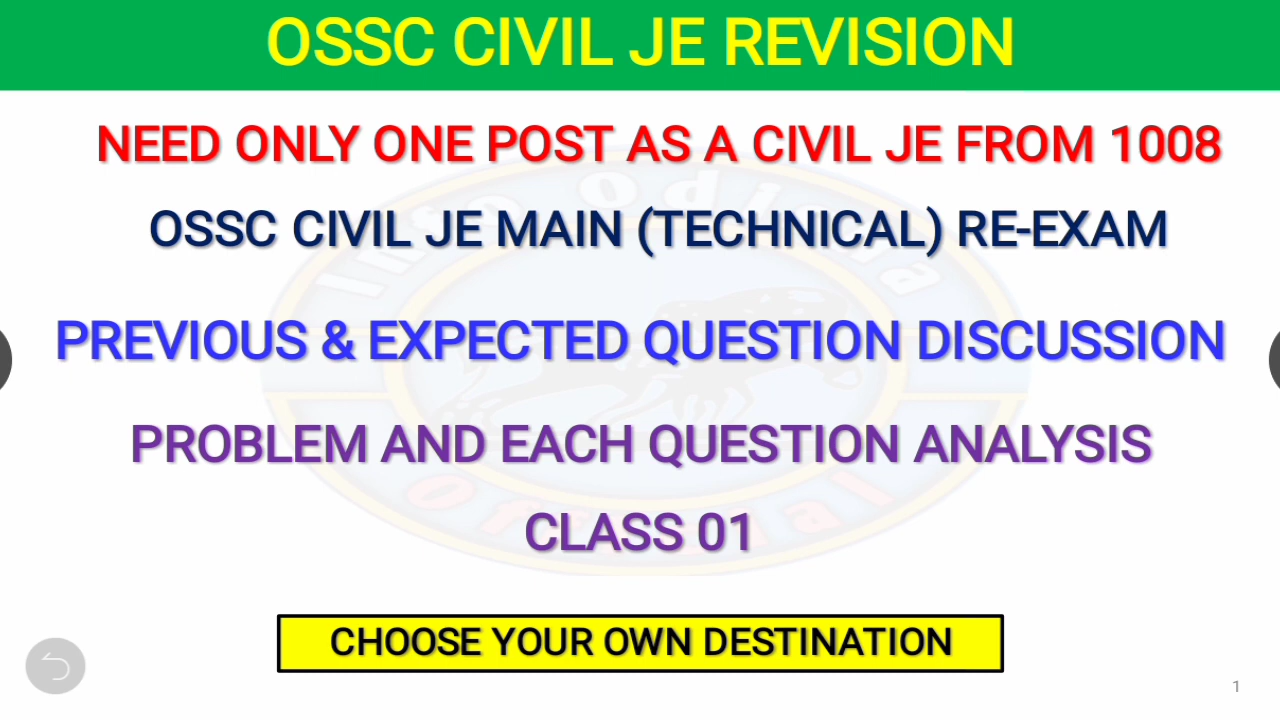 OSSC CIVIL JE REVISION
NEED ONLY ONE POST AS A CIVIL JE FROM 1008
OSSC CIVIL JE MAIN (TECHNICAL) RE-EXAM
PREVIOUS & EXPECTED QUESTION DISCUSSION
PROBLEM AND EACH QUESTION ANALYSIS
CLASS 01
CHOOSE YOUR OWN DESTINATION
1